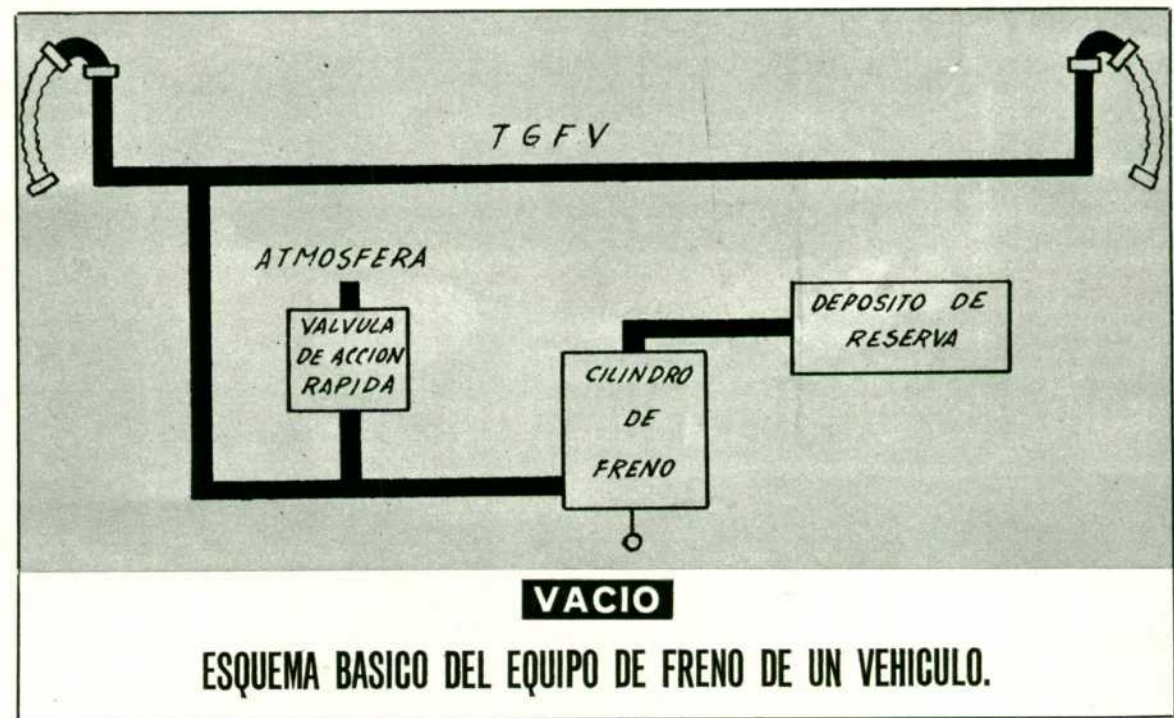 T G F V
ATMOSFERA
VALVULA
DE ACCION
RAPIDA
CILINDRO
DE
FRENO
DEPOSITO DE
RESERVA
VACIO
ESQUEMA BASICO DEL EQUIPO DE FRENO DE UN VEHICULO.